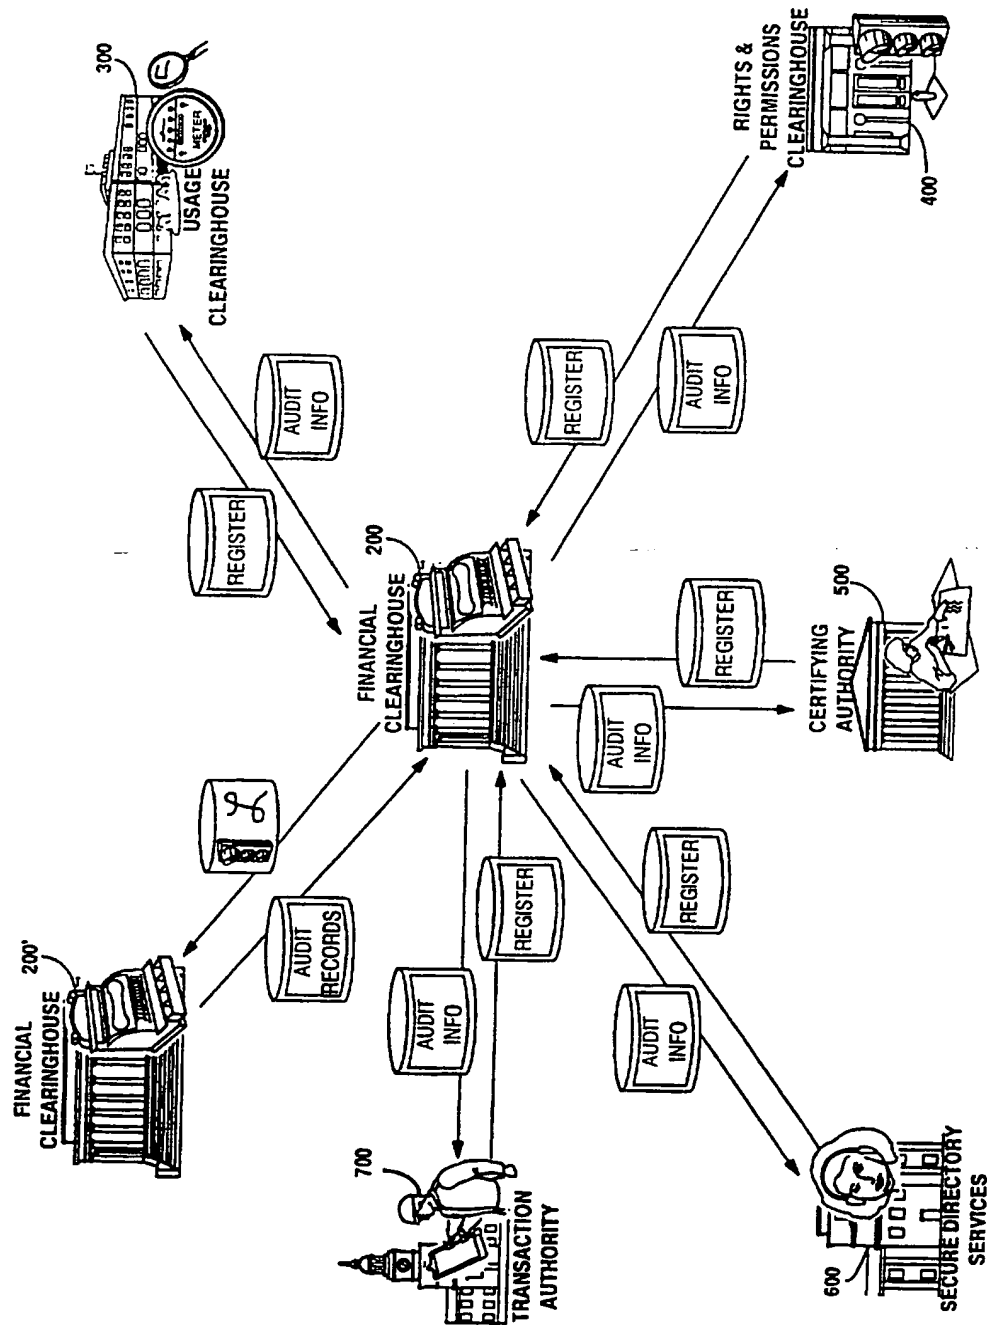 FINANCIAL
CLEARINGHOUSE
200'
300
METER
USAGE
CLEARINGHOUSE
REGISTER
AUDIT
INFO
AUDIT
RECORDS
FINANCIAL
CLEARINGHOUSE
200
700
TRANSACTION
AUTHORITY
AUDIT
INFO
REGISTER
REGISTER
AUDIT
INFO
AUDIT
INFO
REGISTER
AUDIT
INFO
REGISTER
600
SECURE DIRECTORY
SERVICES
CERTIFYING
AUTHORITY
500
RIGHTS &
PERMISSIONS
CLEARINGHOUSE
400